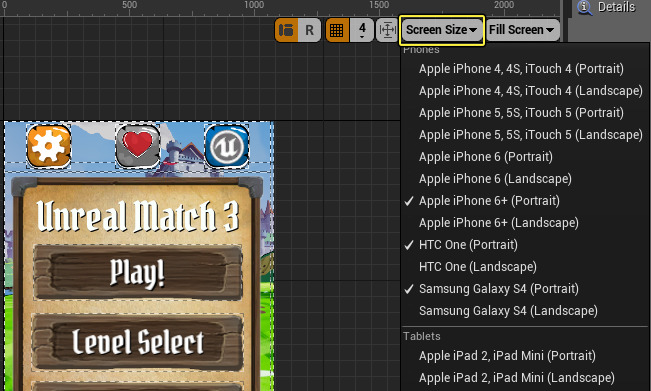 0 500 1000 1500 2000
Details
R 4 Screen Size Fill Screen
Phones
Apple iPhone 4, 4S, iTouch 4 (Portrait)
Apple iPhone 4, 4S, iTouch 4 (Landscape)
Apple iPhone 5, 5S, iTouch 5 (Portrait)
Apple iPhone 5, 5S, iTouch 5 (Landscape)
Apple iPhone 6 (Portrait)
Apple iPhone 6 (Landscape)
Apple iPhone 6+ (Portrait)
Apple iPhone 6+ (Landscape)
HTC One (Portrait)
HTC One (Landscape)
Samsung Galaxy S4 (Portrait)
Samsung Galaxy S4 (Landscape)
Tablets
Apple iPad 2, iPad Mini (Portrait)
Apple iPad 2, iPad Mini (Landscape)
Unreal Match 3
Play!
Level Select